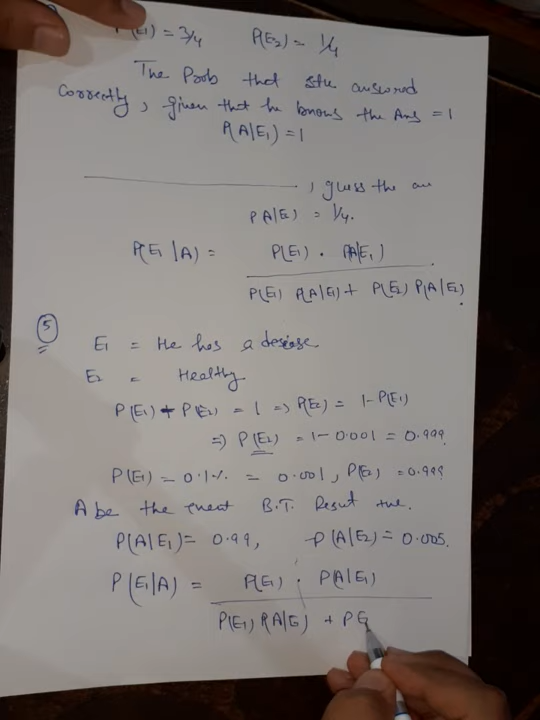 P(E1) = 3/4 P(E2) = 1/4
The Prob that stu answored
Correctly, given that he knows the Ans = 1
P(A/E1) = 1
, guess the an
P A/E2) = 1/4.
P(E1 |A) = P(E1) . P(A/E1)
P(E1) P(A/E1) + P(E2) P(A/E2)
5
E1 = He has a desiese
E2 = Healthy
P(E1) + P(E2) = 1 => P(E2) = 1-P(E1)
=> P(E2) = 1-0.001 = 0.999
P(E1) = 0.1% = 0.001, P(E2) = 0.999
A be the event B.T. Result +ve.
P(A|E1) = 0.99, P(A|E2) = 0.005.
P(E1|A) = P(E1) . P(A|E1)
P(E1) P(A|E1) + P E